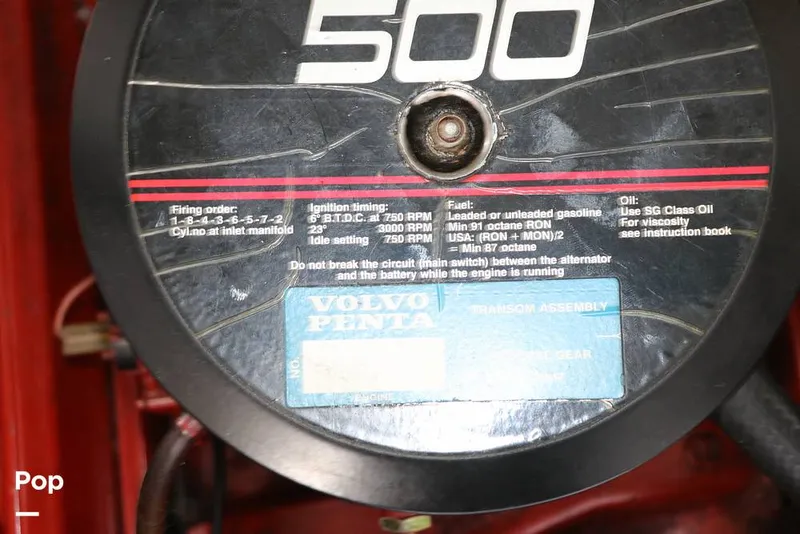 500
Firing order:
1-8-4-3-6-5-7-2
Cyl.no at inlet manifold
Ignition timing:
6° B.T.D.C. at 750 RPM
23° 3000 RPM
Idle setting 750 RPM
Fuel:
Leaded or unleaded gasoline
Min 91 octane RON
USA: (RON + MON)/2
= Min 87 octane
Oil:
Use SG Class Oil
For viscosity
see instruction book
Do not break the circuit (main switch) between the alternator
and the battery while the engine is running
VOLVO
PENTA
TRANSOM ASSEMBLY
NO.
GEAR
ENGINE
Pop